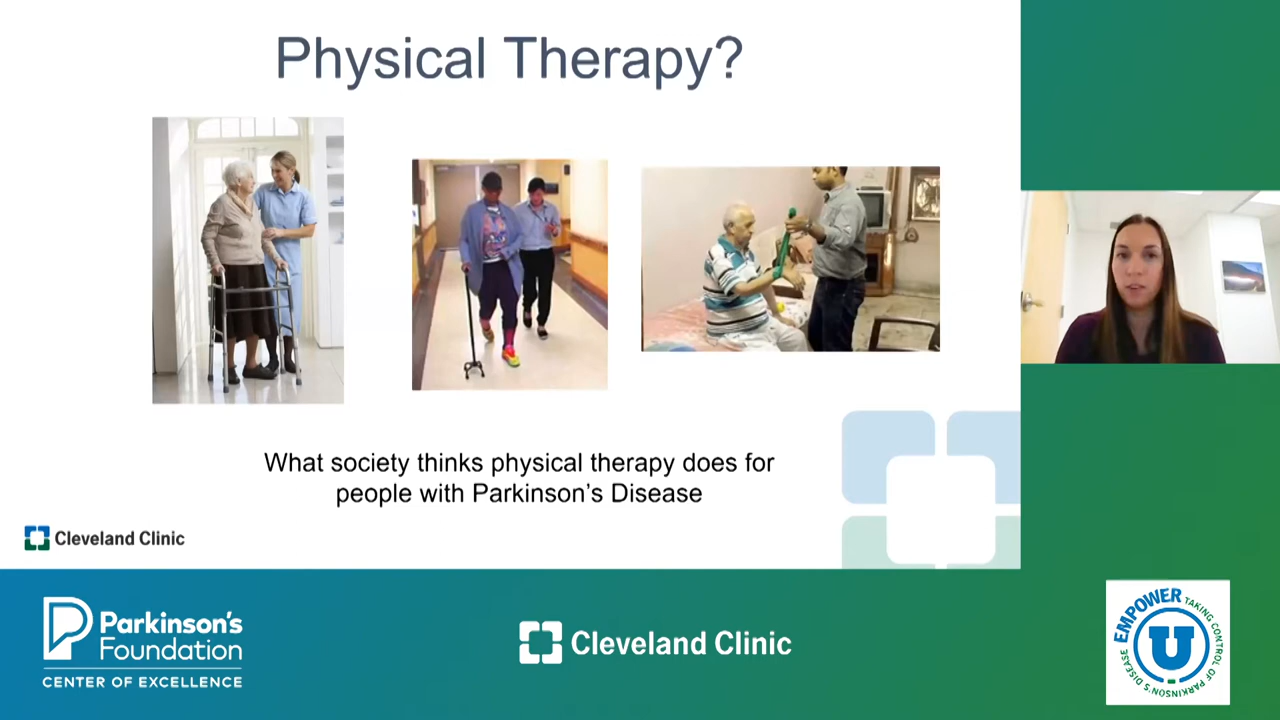 Physical Therapy?
What society thinks physical therapy does for
people with Parkinson's Disease
Cleveland Clinic
Parkinson's
Foundation
CENTER OF EXCELLENCE
Cleveland Clinic
EMPOWER
U
TAKING CONTROL OF PARKINSON'S DISEASE